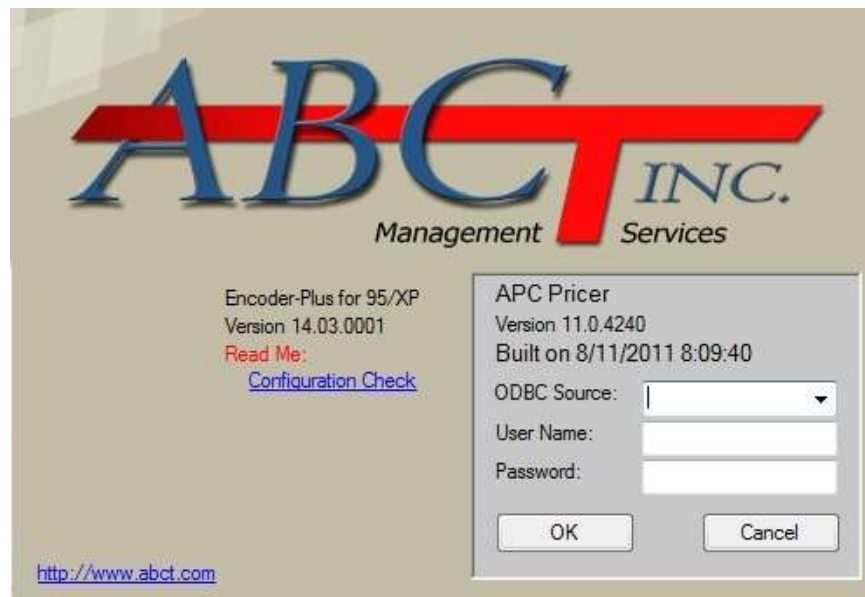 ABCT INC.
Management Services
Encoder-Plus for 95/XP
Version 14.03.0001
Read Me:
Configuration Check
APC Pricer
Version 11.0.4240
Built on 8/11/2011 8:09:40
ODBC Source:
User Name:
Password:
OK Cancel
http://www.abct.com